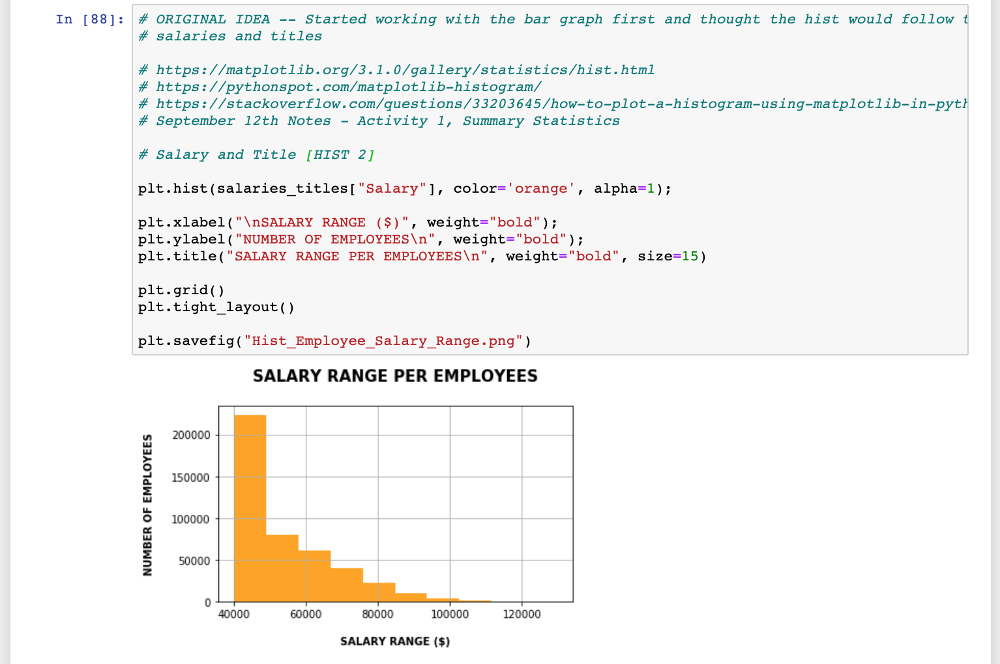 In [88]:
# ORIGINAL IDEA -- Started working with the bar graph first and thought the hist would follow
# salaries and titles
# https://matplotlib.org/3.1.0/gallery/statistics/hist.html
# https://pythonspot.com/matplotlib-histogram/
# https://stackoverflow.com/questions/33203645/how-to-plot-a-histogram-using-matplotlib-in-pyth
# September 12th Notes - Activity 1, Summary Statistics
# Salary and Title [HIST 2]
plt.hist(salaries_titles["Salary"], color='orange', alpha=1);
plt.xlabel("\nSALARY RANGE ($)", weight="bold");
plt.ylabel("NUMBER OF EMPLOYEES\n", weight="bold");
plt.title("SALARY RANGE PER EMPLOYEES\n", weight="bold", size=15)
plt.grid()
plt.tight_layout()
plt.savefig("Hist_Employee_Salary_Range.png")
SALARY RANGE PER EMPLOYEES
NUMBER OF EMPLOYEES
200000
150000
100000
50000
0
40000 60000 80000 100000 120000
SALARY RANGE ($)